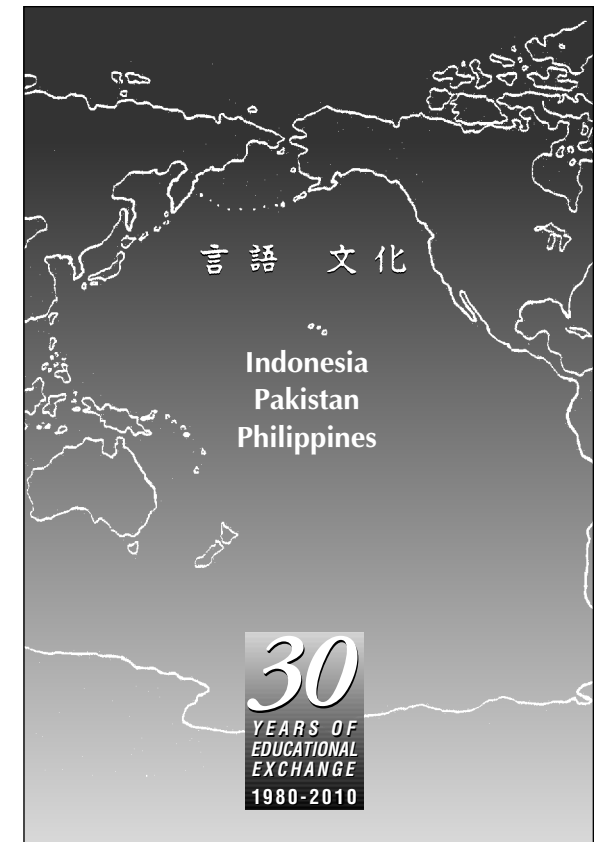 言語 文化
Indonesia
Pakistan
Philippines
30
YEARS OF
EDUCATIONAL
EXCHANGE
1980-2010